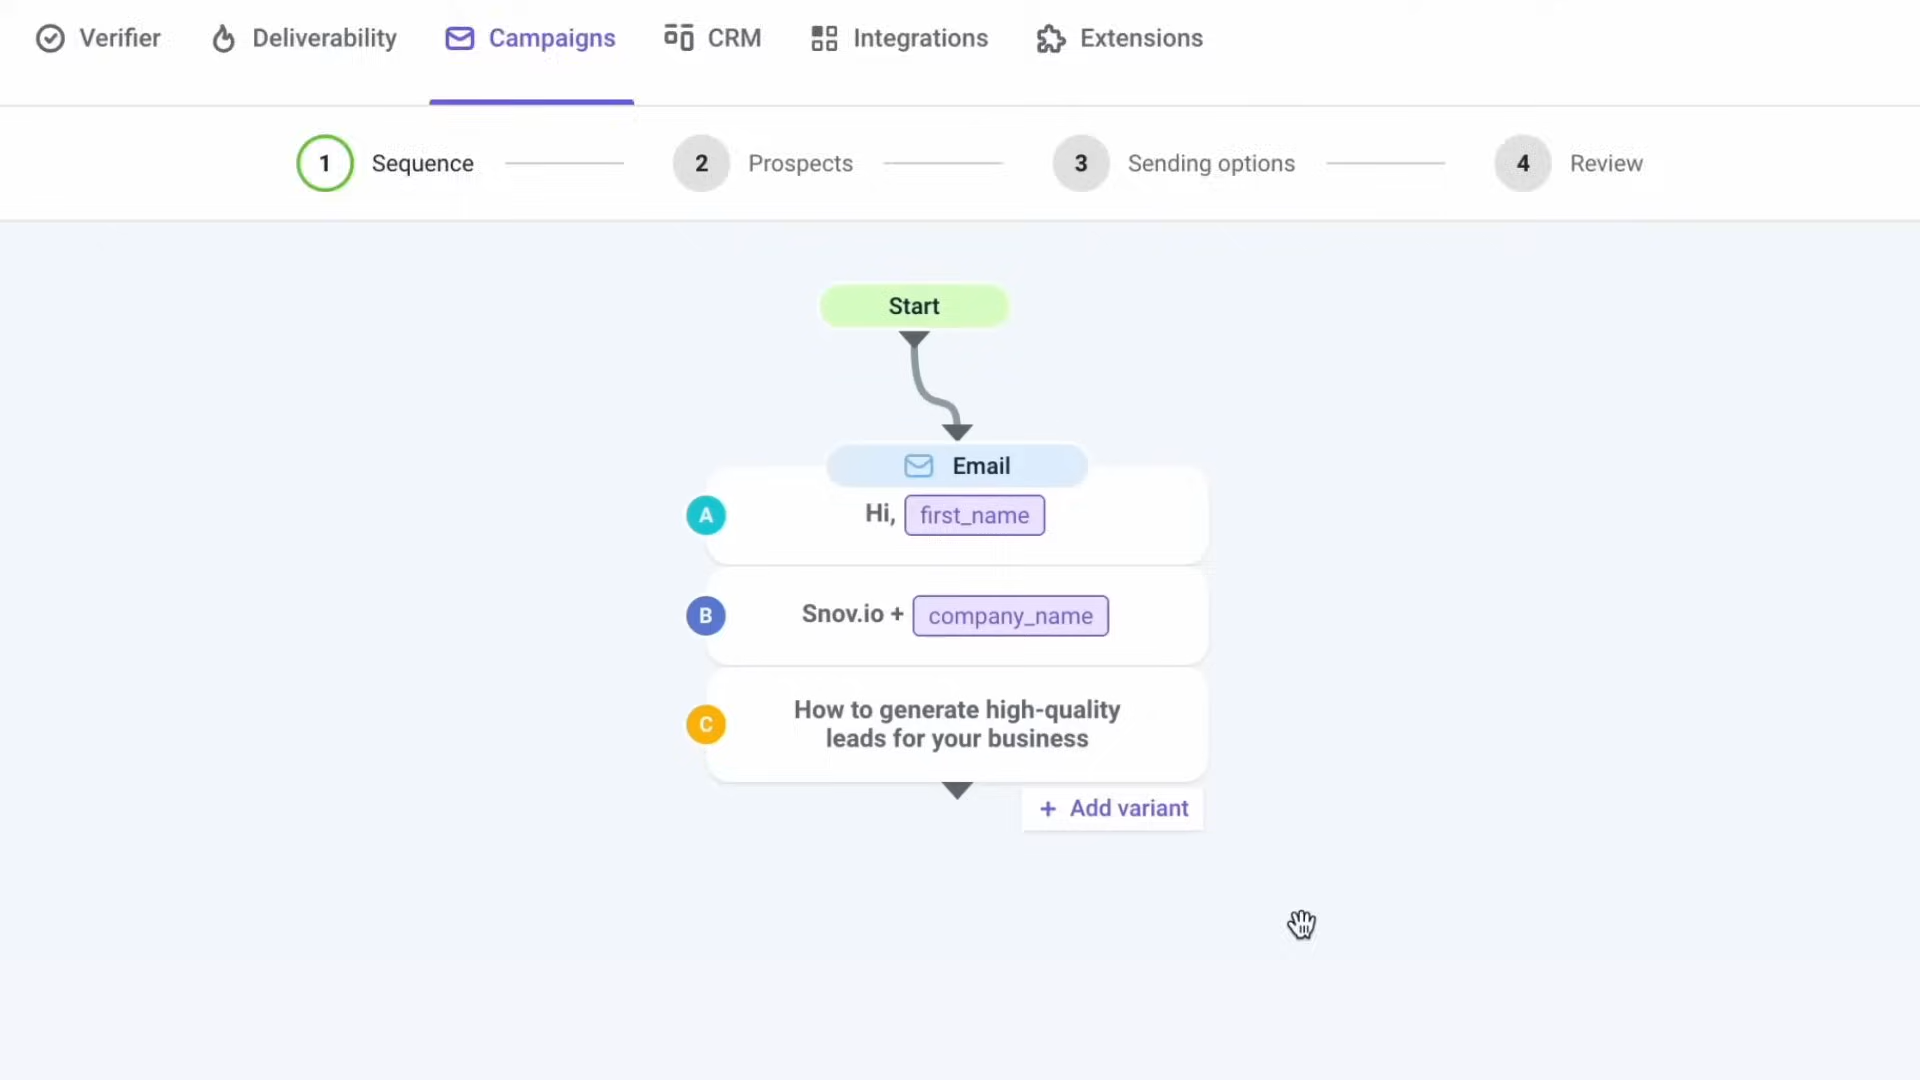 Verifier
Deliverability
Campaigns
CRM
Integrations
Extensions
1 Sequence
2 Prospects
3 Sending options
4 Review
Start
Email
A Hi, first_name
B Snov.io + company_name
C How to generate high-quality
leads for your business
+ Add variant